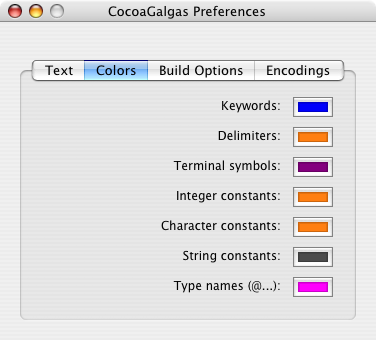 CocoaGalgas Preferences
Text Colors Build Options Encodings
Keywords:
Delimiters:
Terminal symbols:
Integer constants:
Character constants:
String constants:
Type names (@...):